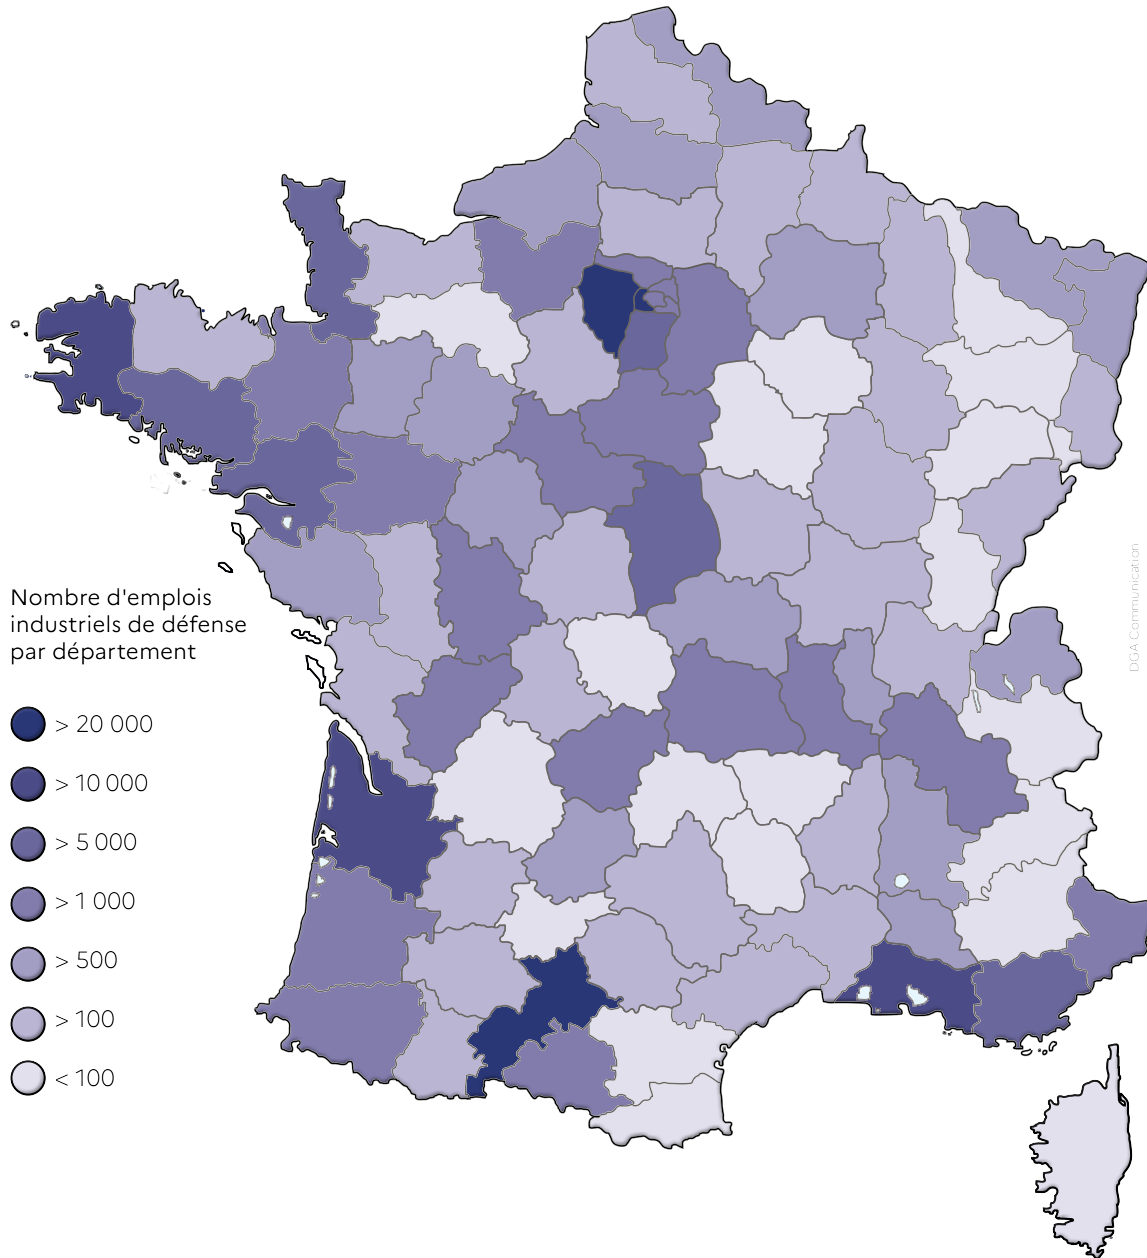 Nombre d'emplois
industriels de défense
par département
> 20 000
> 10 000
> 5 000
> 1 000
> 500
> 100
< 100
DGA Communication